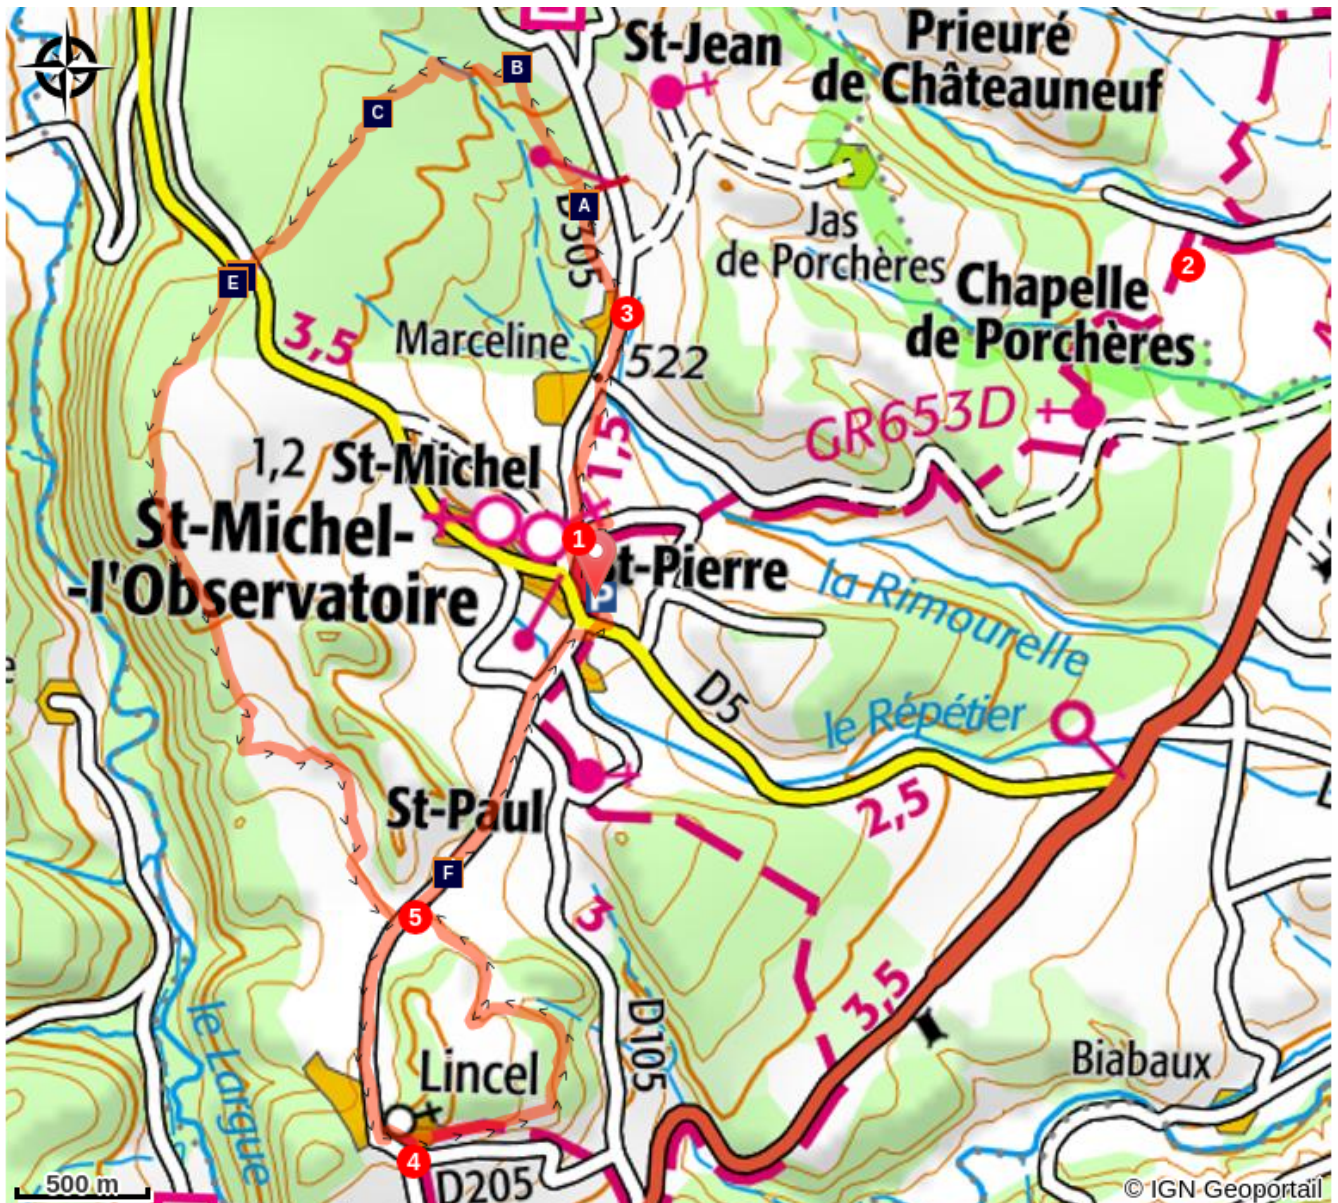 St-Jean
Prieuré
de Châteauneuf
B
C
A
D305
Jas
de Porchères
2
E
Chapelle
de Porchères
3
3,5
Marceline
522
GR653D
1,5
1,2
St-Michel
St-Michel-
-l'Observatoire
1
t-Pierre
P
la Rimourelle
D5
le Répétier
2,5
St-Paul
F
3
5
3,5
D105
le Largue
Lincel
Biabaux
4
D205
500 m
© IGN Geoportail